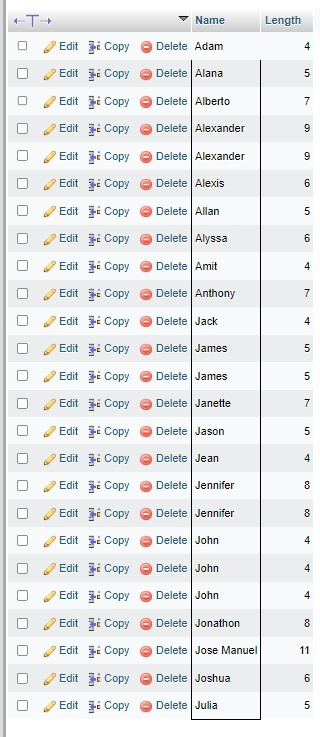 Name Length
Edit Copy Delete Adam 4
Edit Copy Delete Alana 5
Edit Copy Delete Alberto 7
Edit Copy Delete Alexander 9
Edit Copy Delete Alexander 9
Edit Copy Delete Alexis 6
Edit Copy Delete Allan 5
Edit Copy Delete Alyssa 6
Edit Copy Delete Amit 4
Edit Copy Delete Anthony 7
Edit Copy Delete Jack 4
Edit Copy Delete James 5
Edit Copy Delete James 5
Edit Copy Delete Janette 7
Edit Copy Delete Jason 5
Edit Copy Delete Jean 4
Edit Copy Delete Jennifer 8
Edit Copy Delete Jennifer 8
Edit Copy Delete John 4
Edit Copy Delete John 4
Edit Copy Delete John 4
Edit Copy Delete Jonathon 8
Edit Copy Delete Jose Manuel 11
Edit Copy Delete Joshua 6
Edit Copy Delete Julia 5